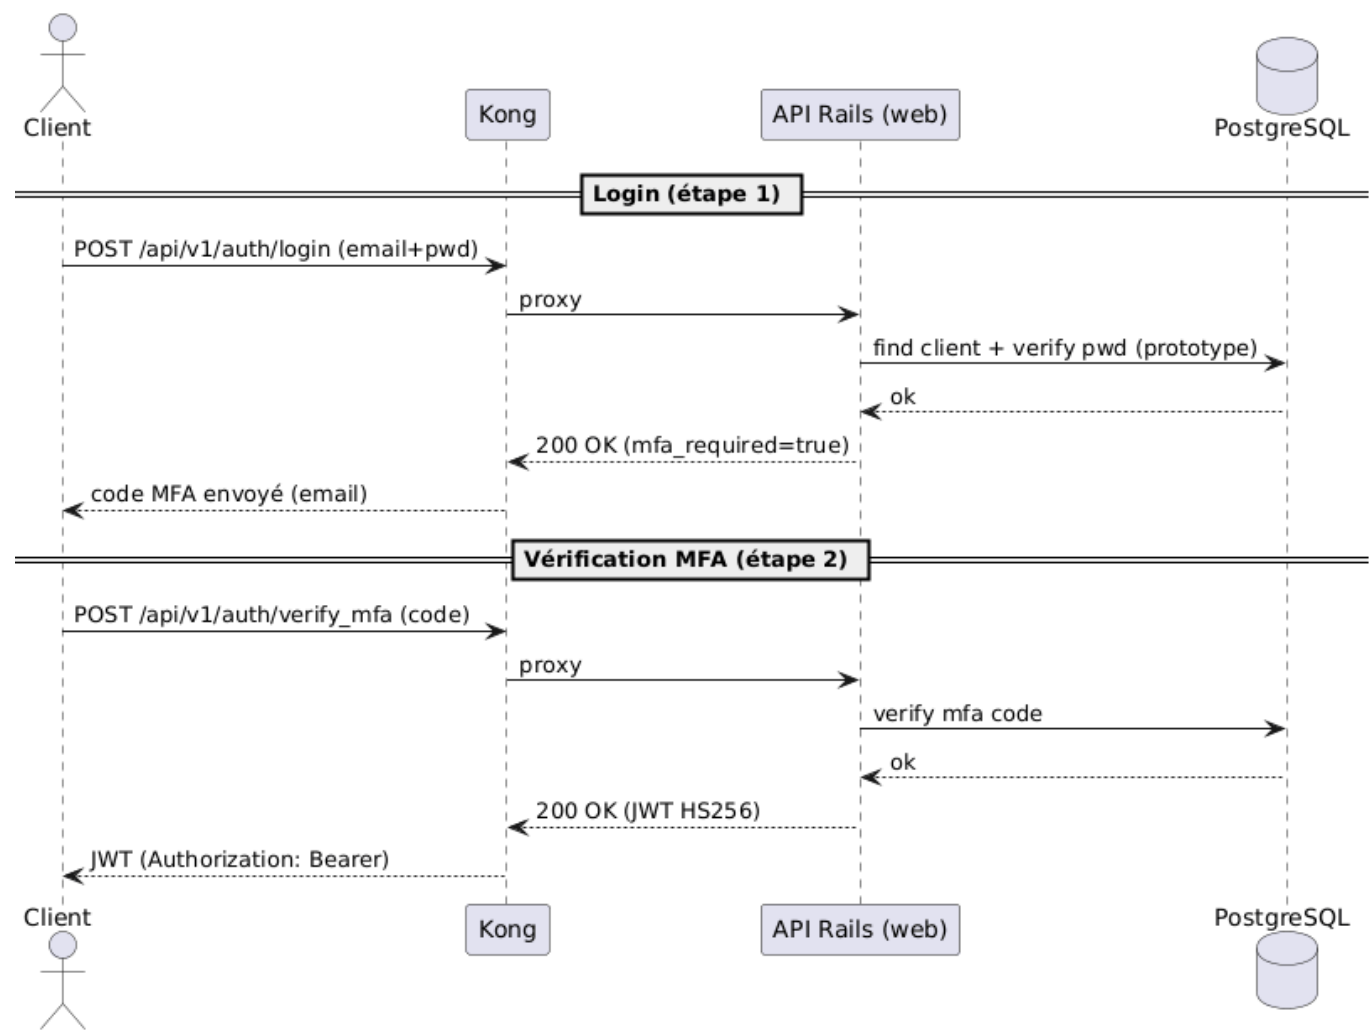 Client
Kong
API Rails (web)
PostgreSQL
Login (étape 1)
POST /api/v1/auth/login (email+pwd)
proxy
find client + verify pwd (prototype)
ok
200 OK (mfa_required=true)
code MFA envoyé (email)
Vérification MFA (étape 2)
POST /api/v1/auth/verify_mfa (code)
proxy
verify mfa code
ok
200 OK (JWT HS256)
JWT (Authorization: Bearer)
Client
Kong
API Rails (web)
PostgreSQL